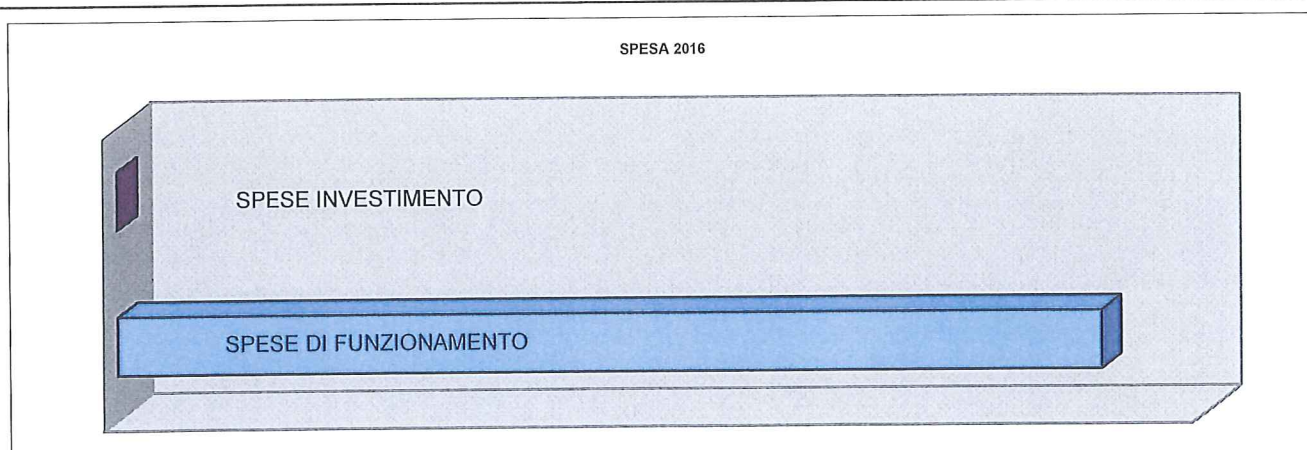 SPESA 2016
SPESE INVESTIMENTO
SPESE DI FUNZIONAMENTO